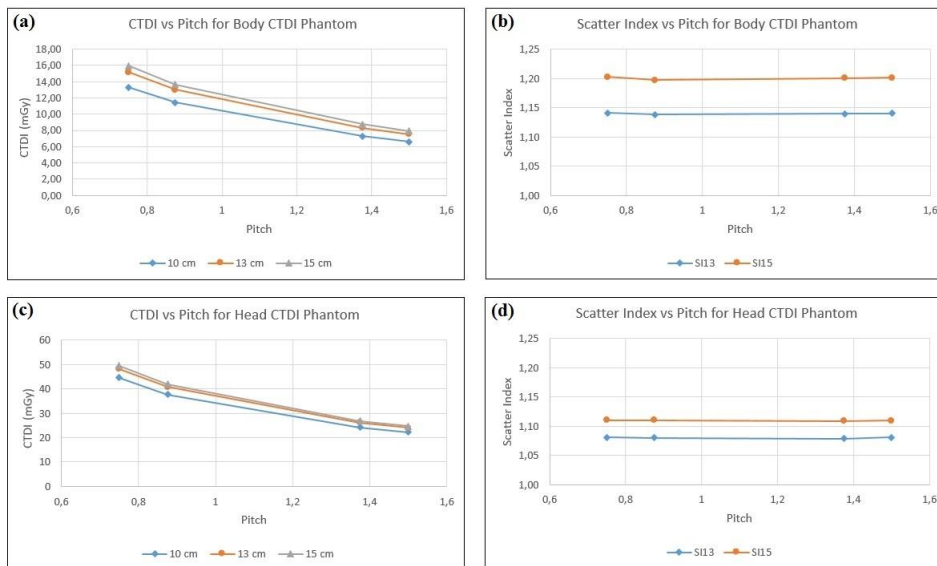 (a)
CTDI vs Pitch for Body CTDI Phantom
CTDI (mGy)
18,00
16,00
14,00
12,00
10,00
8,00
6,00
4,00
2,00
0,00
0,6 0,8 1 1,2 1,4 1,6
Pitch
10 cm 13 cm 15 cm
(b)
Scatter Index vs Pitch for Body CTDI Phantom
Scatter Index
1,25
1,20
1,15
1,10
1,05
1,00
0,6 0,8 1 1,2 1,4 1,6
Pitch
SI13 SI15
(c)
CTDI vs Pitch for Head CTDI Phantom
CTDI (mGy)
60
50
40
30
20
10
0
0,6 0,8 1 1,2 1,4 1,6
Pitch
10 cm 13 cm 15 cm
(d)
Scatter Index vs Pitch for Head CTDI Phantom
Scatter Index
1,25
1,20
1,15
1,10
1,05
1,00
0,6 0,8 1 1,2 1,4 1,6
Pitch
SI13 SI15